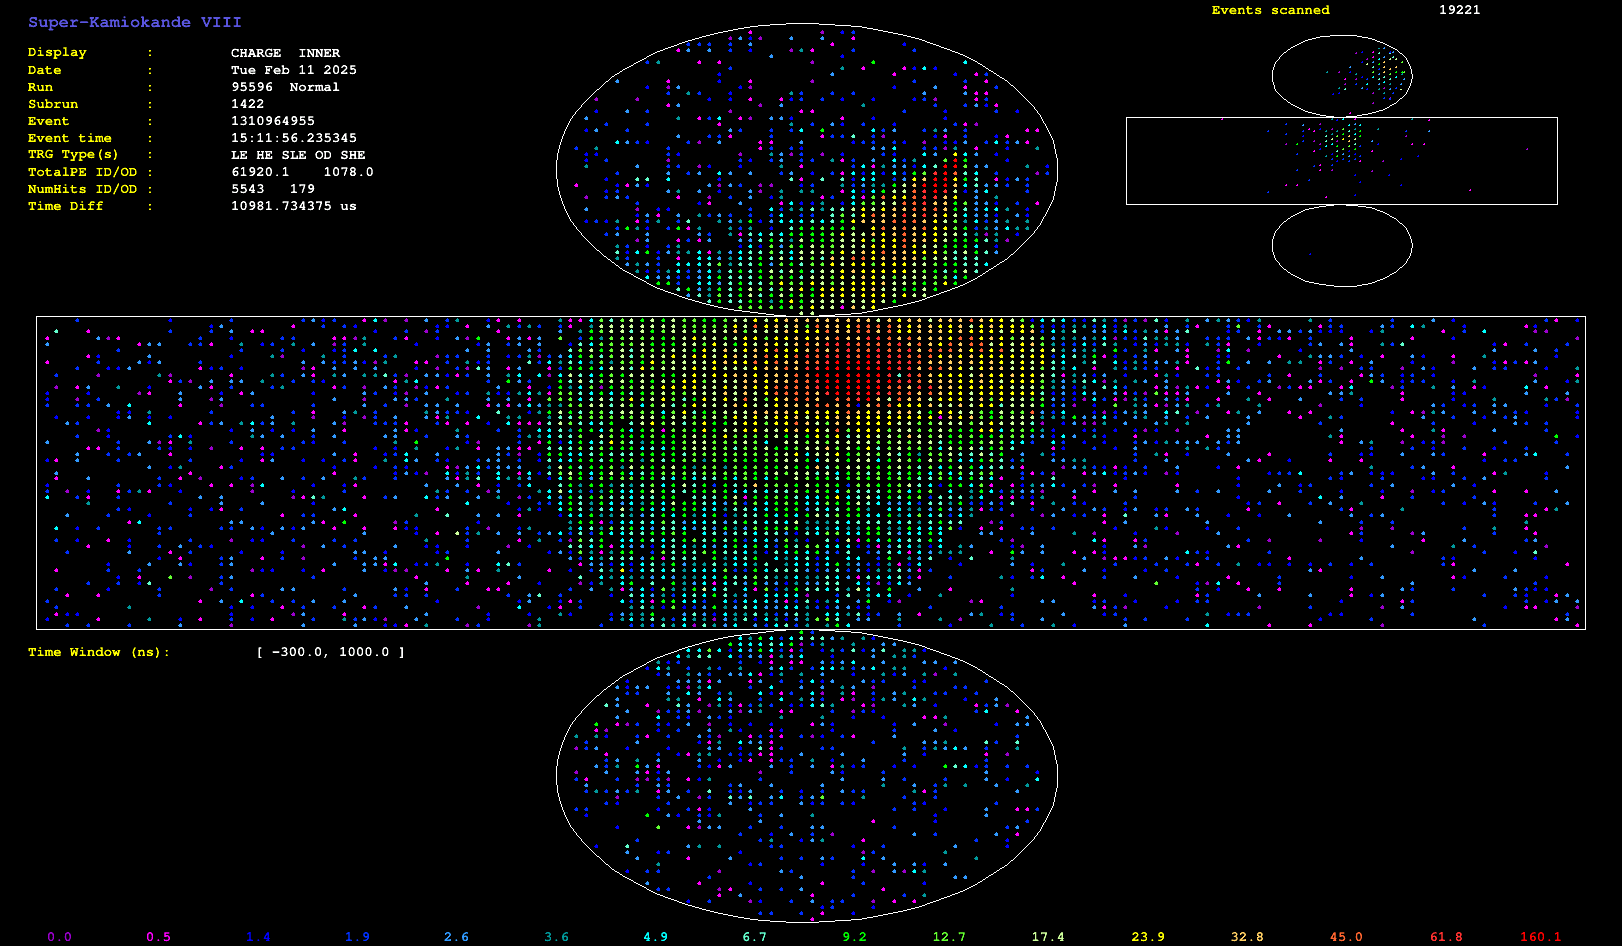 Super-Kamiokande VIII
Events scanned 19221
Display : CHARGE INNER
Date : Tue Feb 11 2025
Run : 95596 Normal
Subrun : 1422
Event : 1310964955
Event time : 15:11:56.235345
TRG Type(s) : LE HE SLE OD SHE
TotalPE ID/OD : 61920.1 1078.0
NumHits ID/OD : 5543 179
Time Diff : 10981.734375 us
Time Window (ns): [ -300.0, 1000.0 ]
0.0 0.5 1.4 1.9 2.6 3.6 4.9 6.7 9.2 12.7 17.4 23.9 32.8 45.0 61.8 160.1